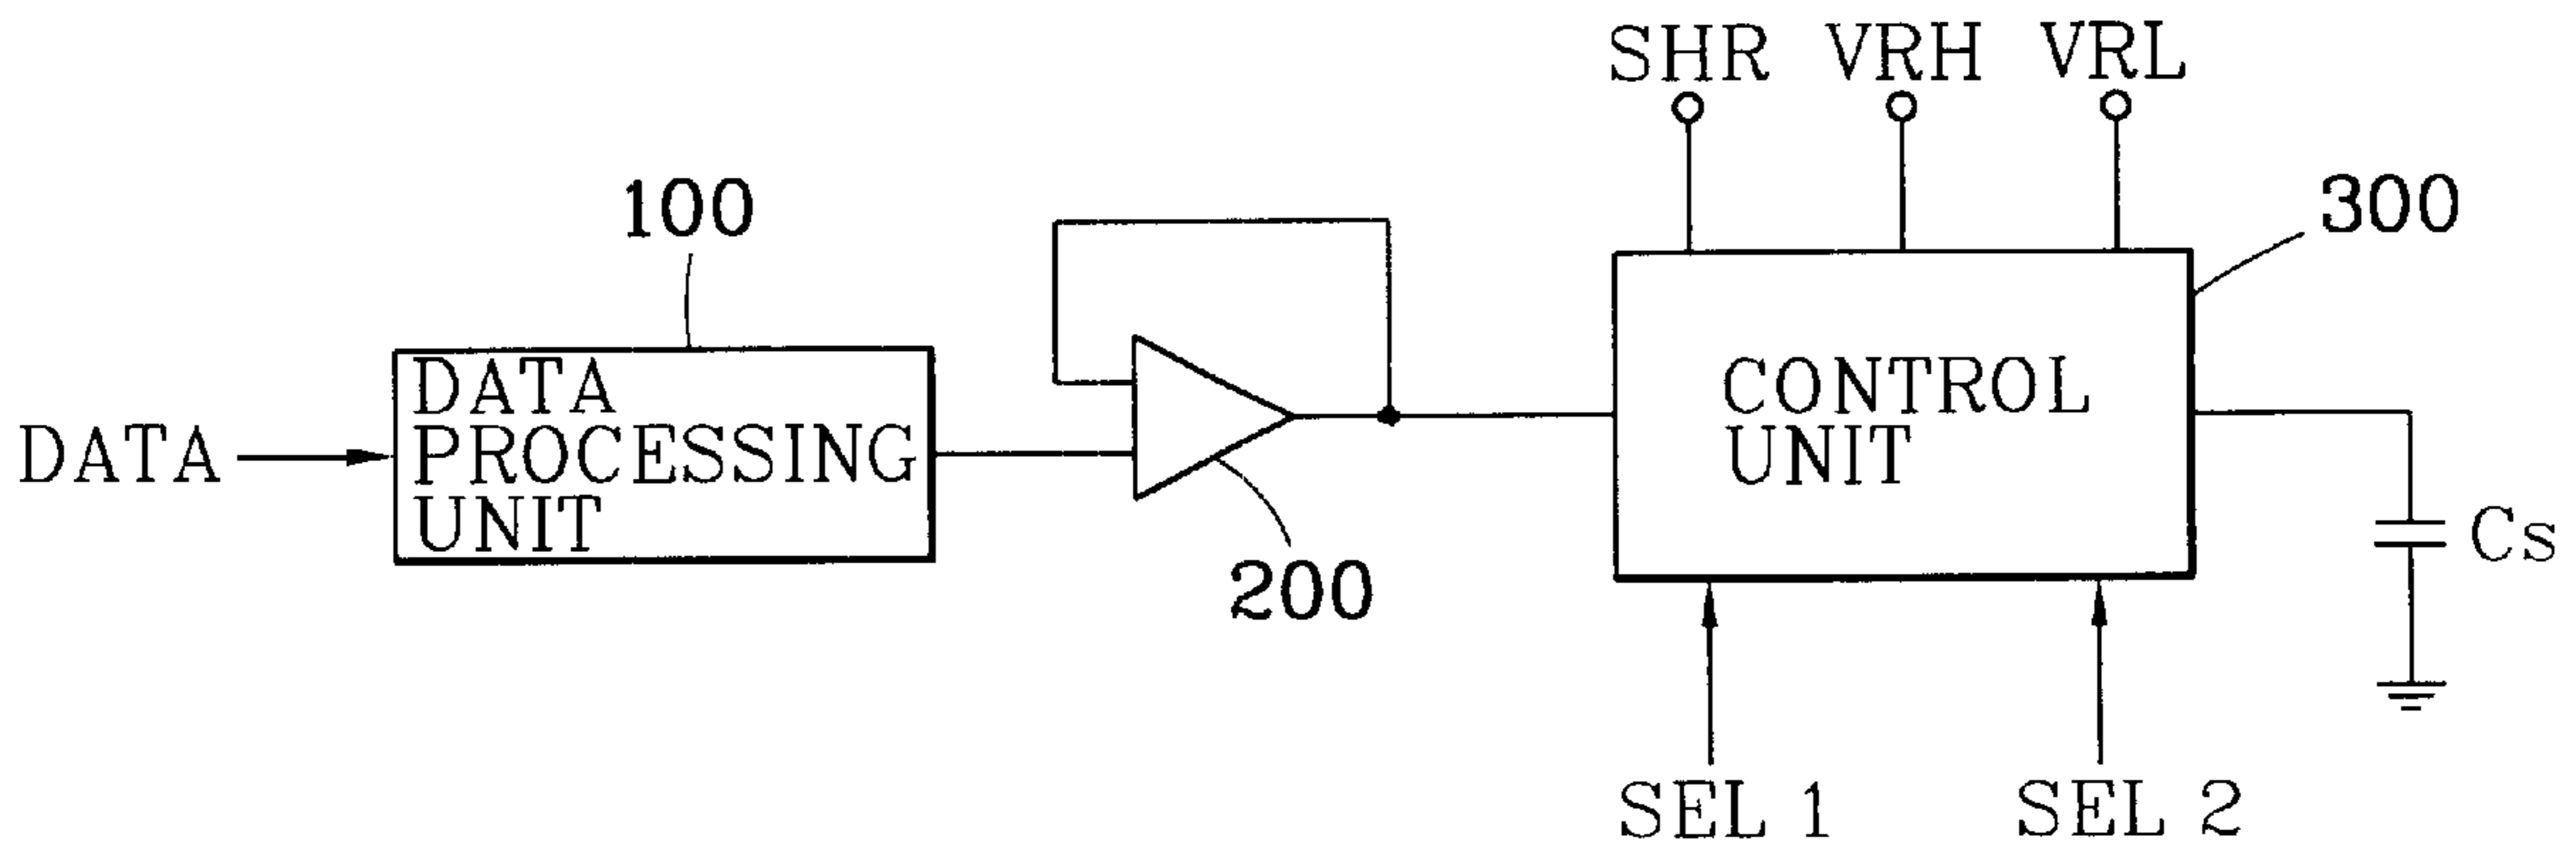 SHR VRH VRL
100
300
DATA
DATA
PROCESSING
UNIT
CONTROL
UNIT
200
Cs
SEL 1
SEL 2